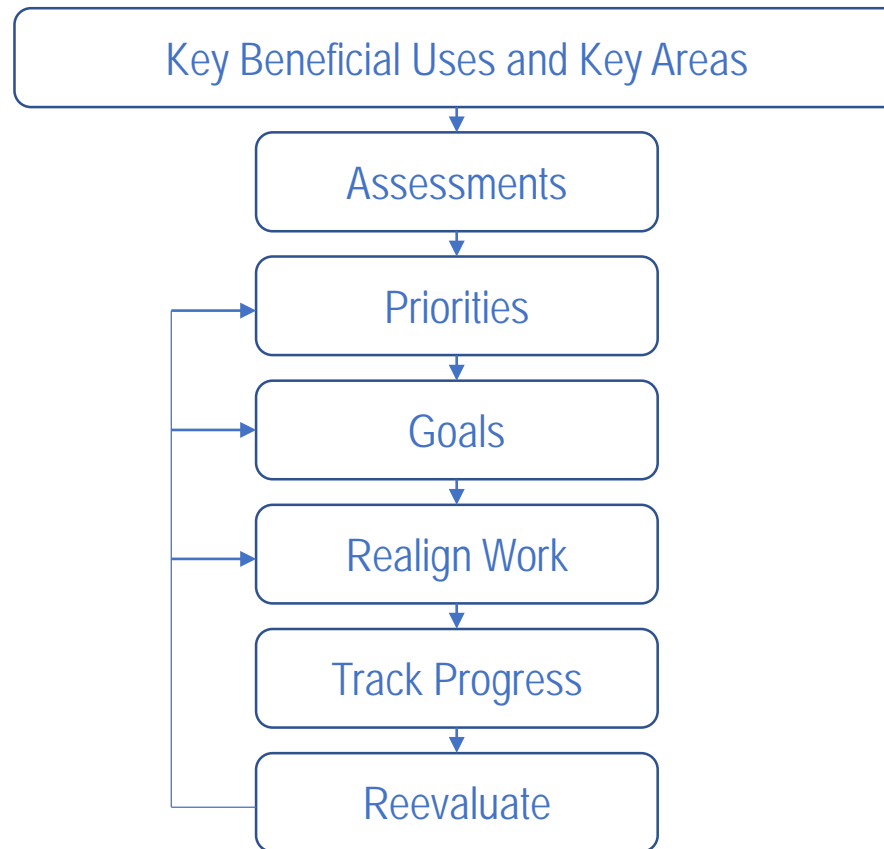 Key Beneficial Uses and Key Areas
Assessments
Priorities
Goals
Realign Work
Track Progress
Reevaluate